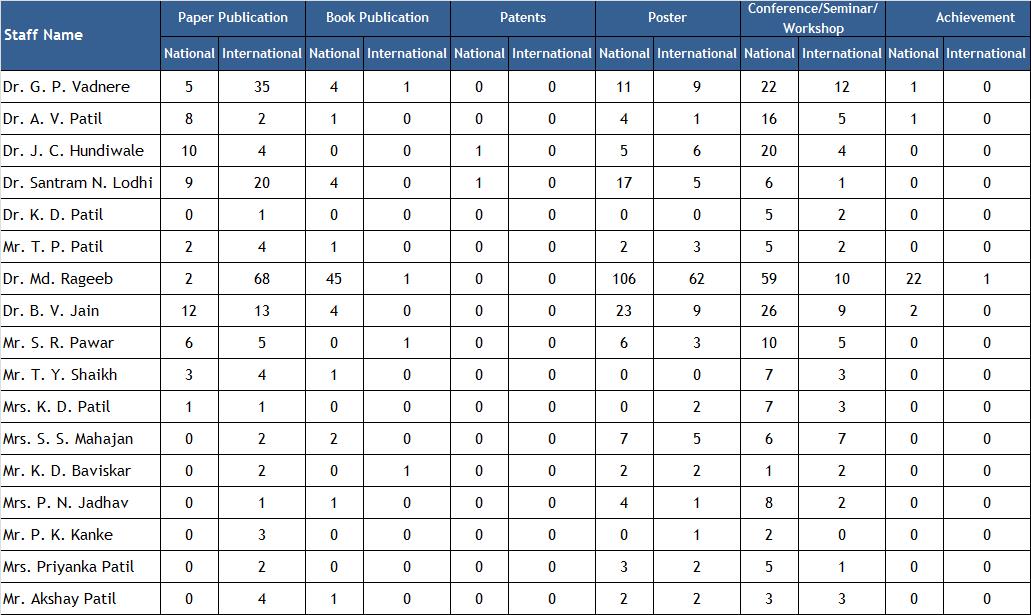 Staff Name Paper Publication Book Publication Patents Poster Conference/Seminar/ Workshop Achievement
National International National International National International National International National International National International
Dr. G. P. Vadnere 5 35 4 1 0 0 11 9 22 12 1 0
Dr. A. V. Patil 8 2 1 0 0 0 4 1 16 5 1 0
Dr. J. C. Hundiwale 10 4 0 0 1 0 5 6 20 4 0 0
Dr. Santram N. Lodhi 9 20 4 0 1 0 17 5 6 1 0 0
Dr. K. D. Patil 0 1 0 0 0 0 0 0 5 2 0 0
Mr. T. P. Patil 2 4 1 0 0 0 2 3 5 2 0 0
Dr. Md. Rageeb 2 68 45 1 0 0 106 62 59 10 22 1
Dr. B. V. Jain 12 13 4 0 0 0 23 9 26 9 2 0
Mr. S. R. Pawar 6 5 0 1 0 0 6 3 10 5 0 0
Mr. T. Y. Shaikh 3 4 1 0 0 0 0 0 7 3 0 0
Mrs. K. D. Patil 1 1 0 0 0 0 0 2 7 3 0 0
Mrs. S. S. Mahajan 0 2 2 0 0 0 7 5 6 7 0 0
Mr. K. D. Baviskar 0 2 0 1 0 0 2 2 1 2 0 0
Mrs. P. N. Jadhav 0 1 1 0 0 0 4 1 8 2 0 0
Mr. P. K. Kanke 0 3 0 0 0 0 0 1 2 0 0 0
Mrs. Priyanka Patil 0 2 0 0 0 0 3 2 5 1 0 0
Mr. Akshay Patil 0 4 1 0 0 0 2 2 3 3 0 0